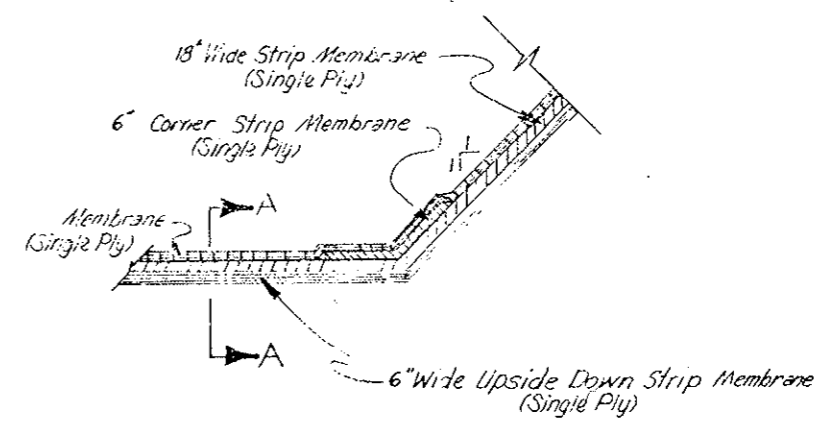 18" Wide Strip Membrane
(Single Ply)
6" Corner Strip Membrane
(Single Ply)
A
Membrane
(Single Ply)
A
6" Wide Upside Down Strip Membrane
(Single Ply)